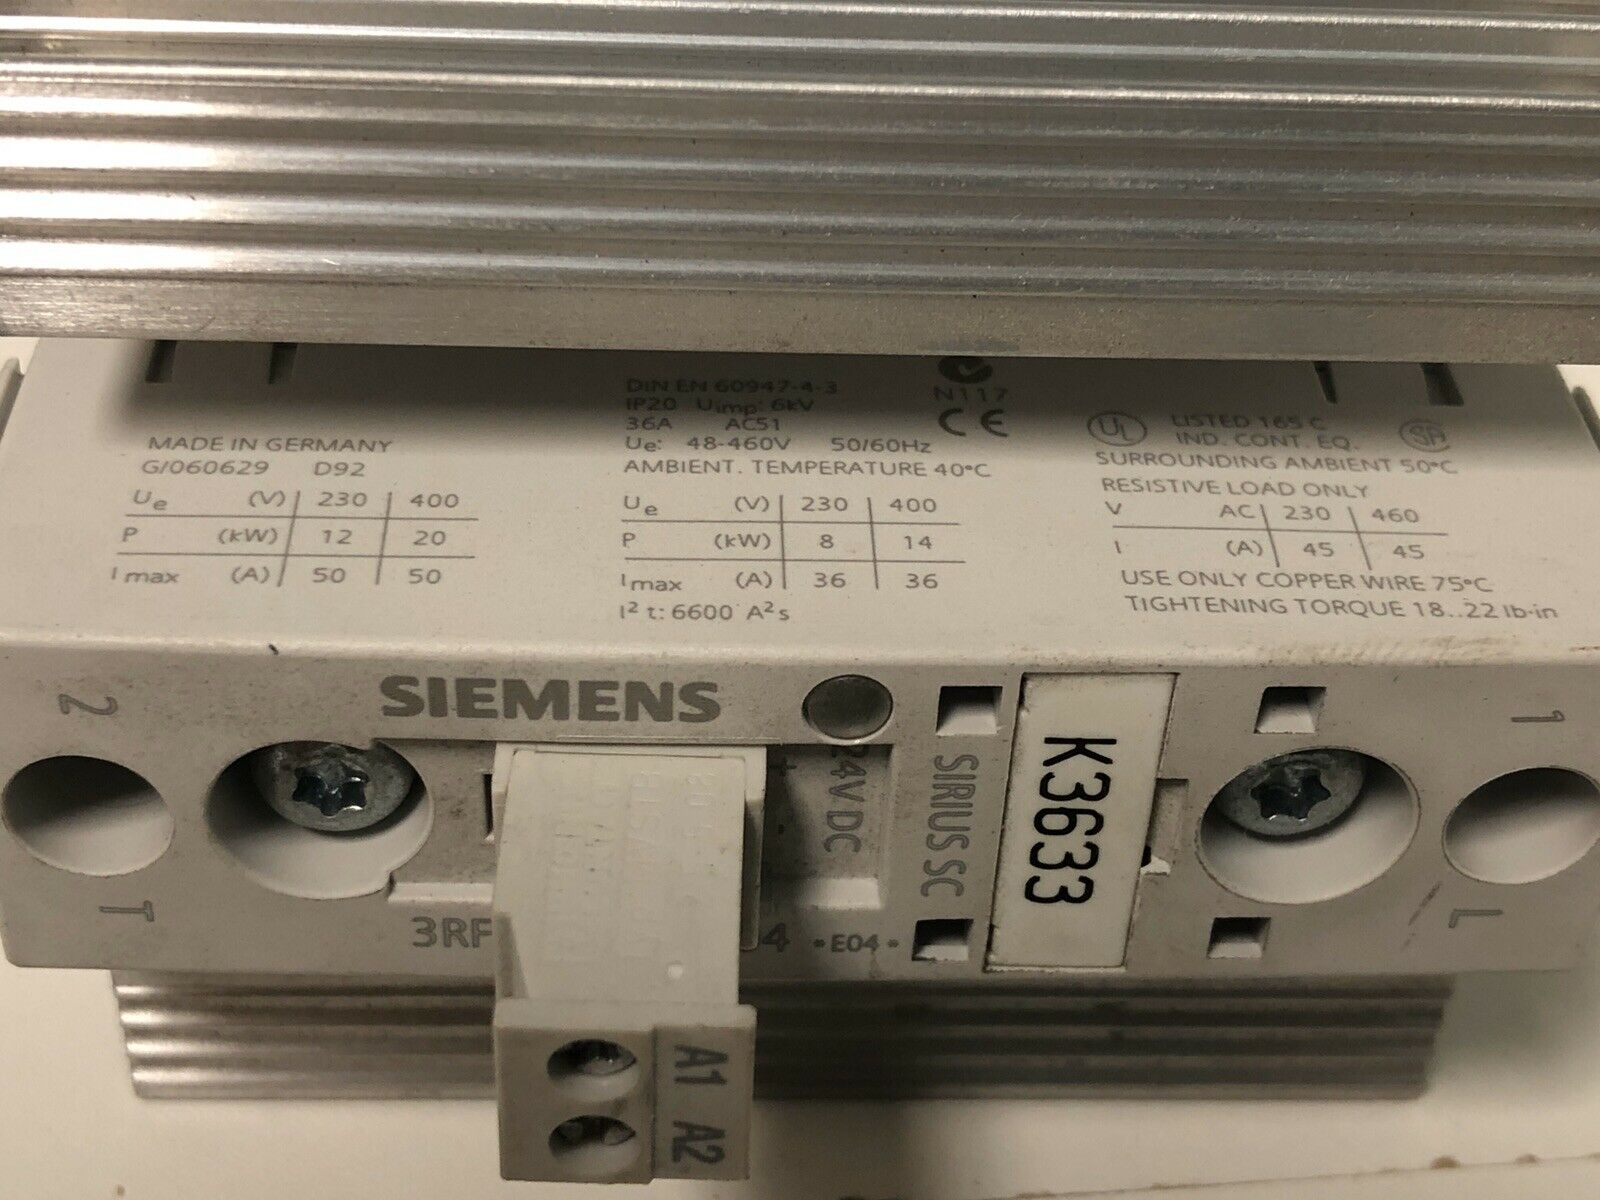 MADE IN GERMANY
G/060629 D92
Ue (V) 230 400
P (kW) 12 20
I max (A) 50 50
DIN EN 60947-4-3
IP20 Uimp: 6kV
36A AC51
Ue: 48-460V 50/60Hz
AMBIENT. TEMPERATURE 40°C
Ue (V) 230 400
P (kW) 8 14
Imax (A) 36 36
I² t: 6600 A²s
N117
CE
UL LISTED 165 C
IND. CONT. EQ. SA
SURROUNDING AMBIENT 50°C
RESISTIVE LOAD ONLY
V AC 230 460
I (A) 45 45
USE ONLY COPPER WIRE 75°C
TIGHTENING TORQUE 18..22 lb-in
2
T
SIEMENS
+
-
24V DC
SIRIUS SC
K3633
1
L
3RF
4 *E04*
A1
A2